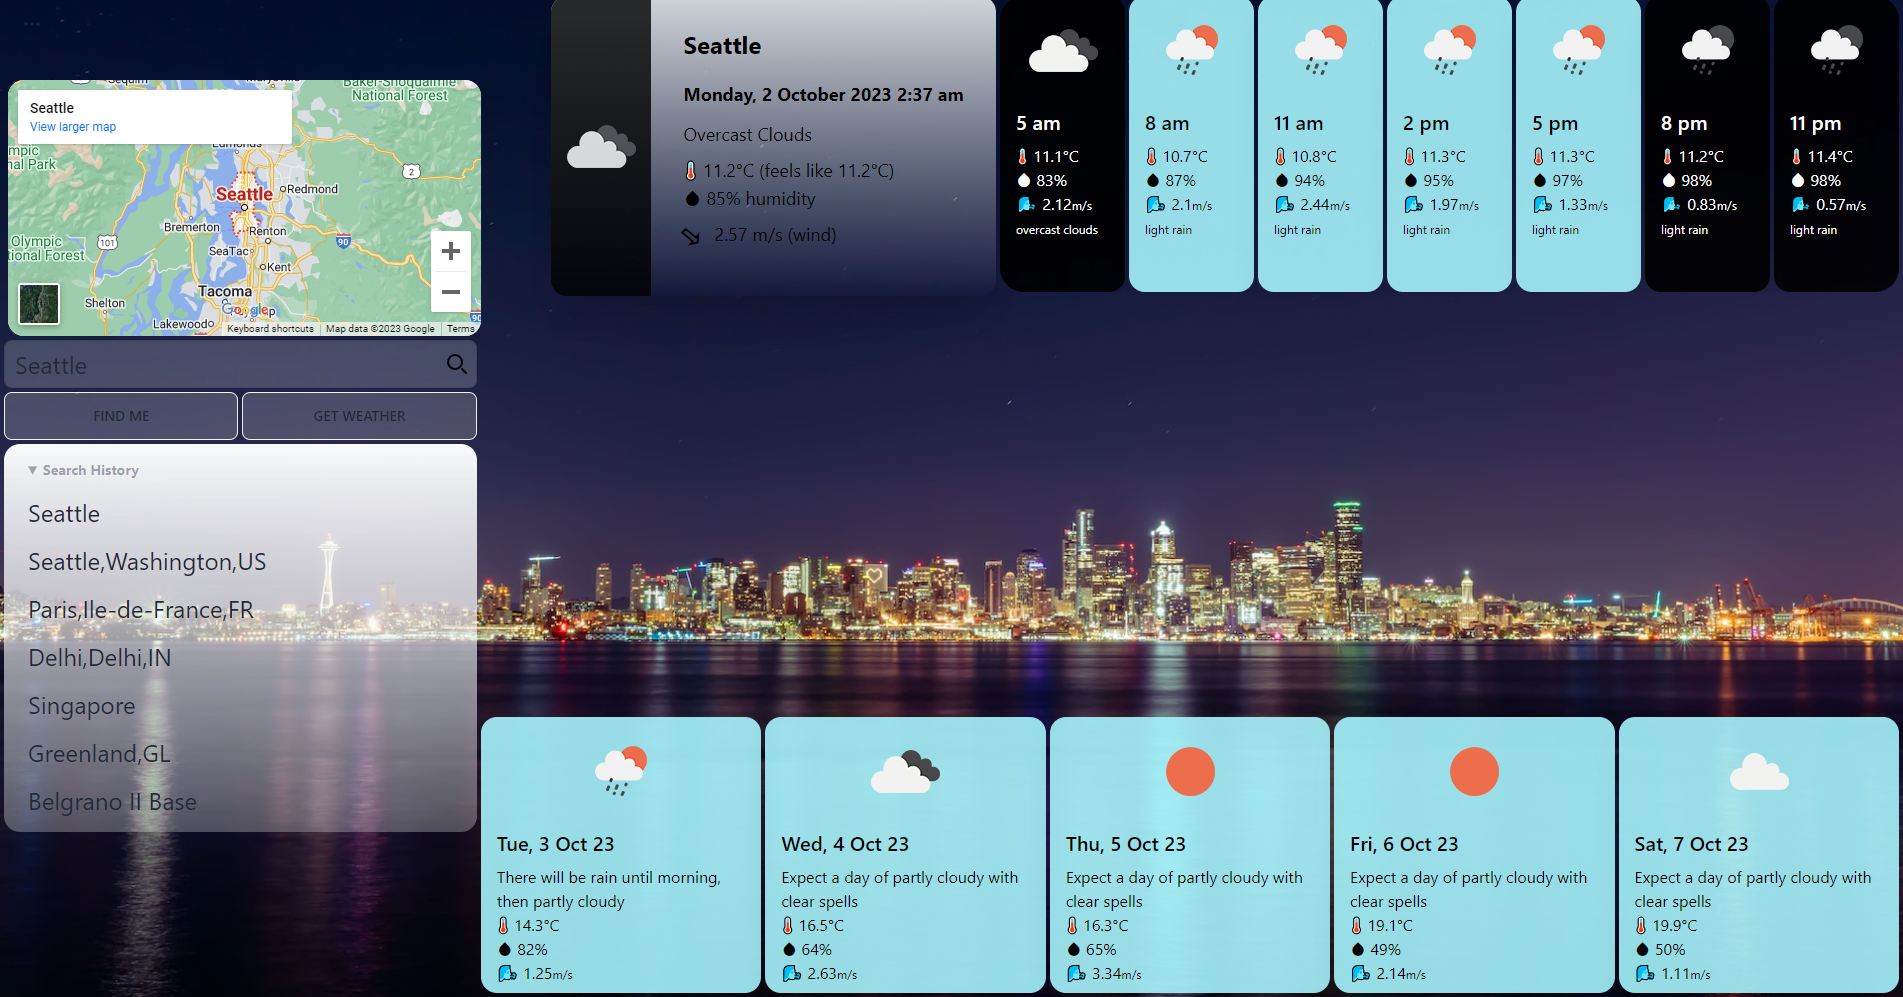 Baker-Snoqualmie
National Forest
Seattle
View larger map
Edmonds
2
Redmond
Seattle
Bremerton
Renton
101
90
Olympic
SeaTac
Kent
Tacoma
Shelton
Google
Lakewood
Keyboard shortcuts
Map data ©2023 Google
Terms
90
Seattle
FIND ME
GET WEATHER
▼ Search History
Seattle
Seattle,Washington,US
Paris,Ile-de-France,FR
Delhi,Delhi,IN
Singapore
Greenland,GL
Belgrano II Base
Seattle
Monday, 2 October 2023 2:37 am
Overcast Clouds
11.2°C (feels like 11.2°C)
85% humidity
2.57 m/s (wind)
5 am
11.1°C
83%
2.12m/s
overcast clouds
8 am
10.7°C
87%
2.1m/s
light rain
11 am
10.8°C
94%
2.44m/s
light rain
2 pm
11.3°C
95%
1.97m/s
light rain
5 pm
11.3°C
97%
1.33m/s
light rain
8 pm
11.2°C
98%
0.83m/s
light rain
11 pm
11.4°C
98%
0.57m/s
light rain
Tue, 3 Oct 23
There will be rain until morning,
then partly cloudy
14.3°C
82%
1.25m/s
Wed, 4 Oct 23
Expect a day of partly cloudy with
clear spells
16.5°C
64%
2.63m/s
Thu, 5 Oct 23
Expect a day of partly cloudy with
clear spells
16.3°C
65%
3.34m/s
Fri, 6 Oct 23
Expect a day of partly cloudy with
clear spells
19.1°C
49%
2.14m/s
Sat, 7 Oct 23
Expect a day of partly cloudy with
clear spells
19.9°C
50%
1.11m/s